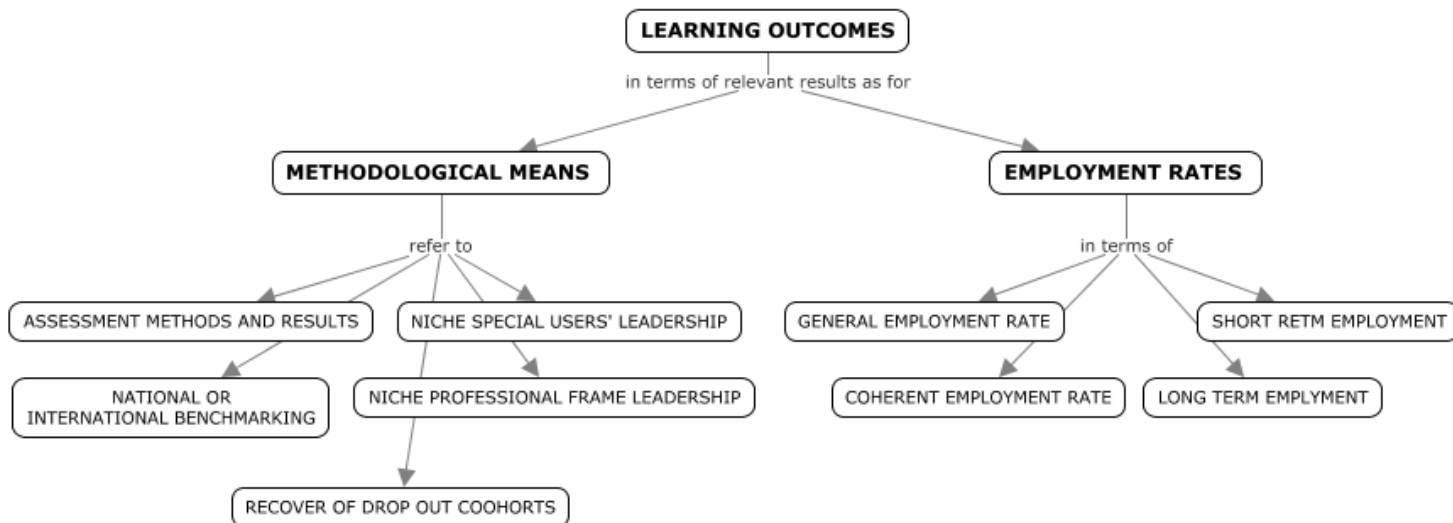 LEARNING OUTCOMES
in terms of relevant results as for
METHODOLOGICAL MEANS
EMPLOYMENT RATES
refer to
in terms of
ASSESSMENT METHODS AND RESULTS
NICHE SPECIAL USERS' LEADERSHIP
GENERAL EMPLOYMENT RATE
SHORT RETM EMPLOYMENT
NATIONAL OR
INTERNATIONAL BENCHMARKING
NICHE PROFESSIONAL FRAME LEADERSHIP
COHERENT EMPLOYMENT RATE
LONG TERM EMPLYMENT
RECOVER OF DROP OUT COOHORTS